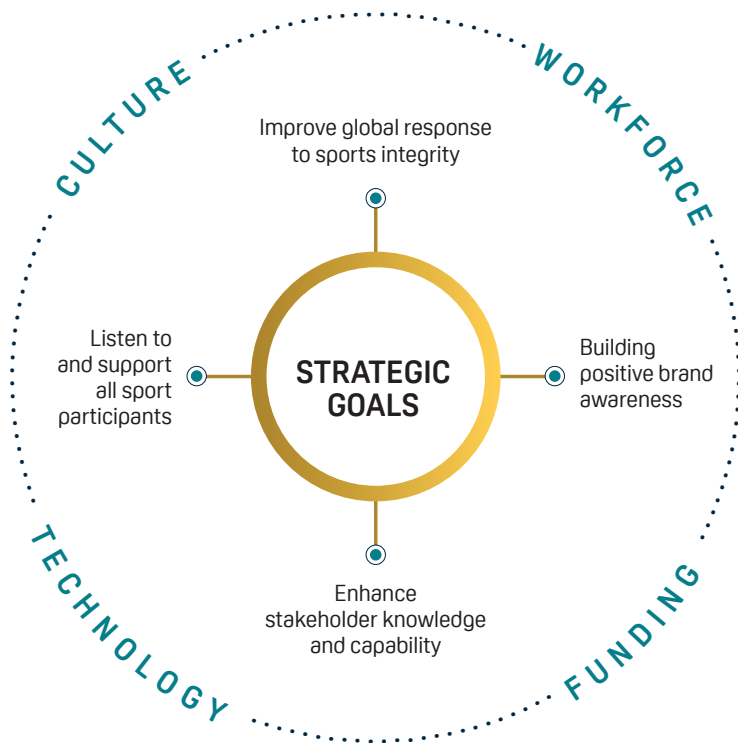 CULTURE
WORKFORCE
Improve global response
to sports integrity
Listen to
and support
all sport
participants
STRATEGIC
GOALS
Building
positive brand
awareness
Enhance
stakeholder knowledge
and capability
TECHNOLOGY
FUNDING